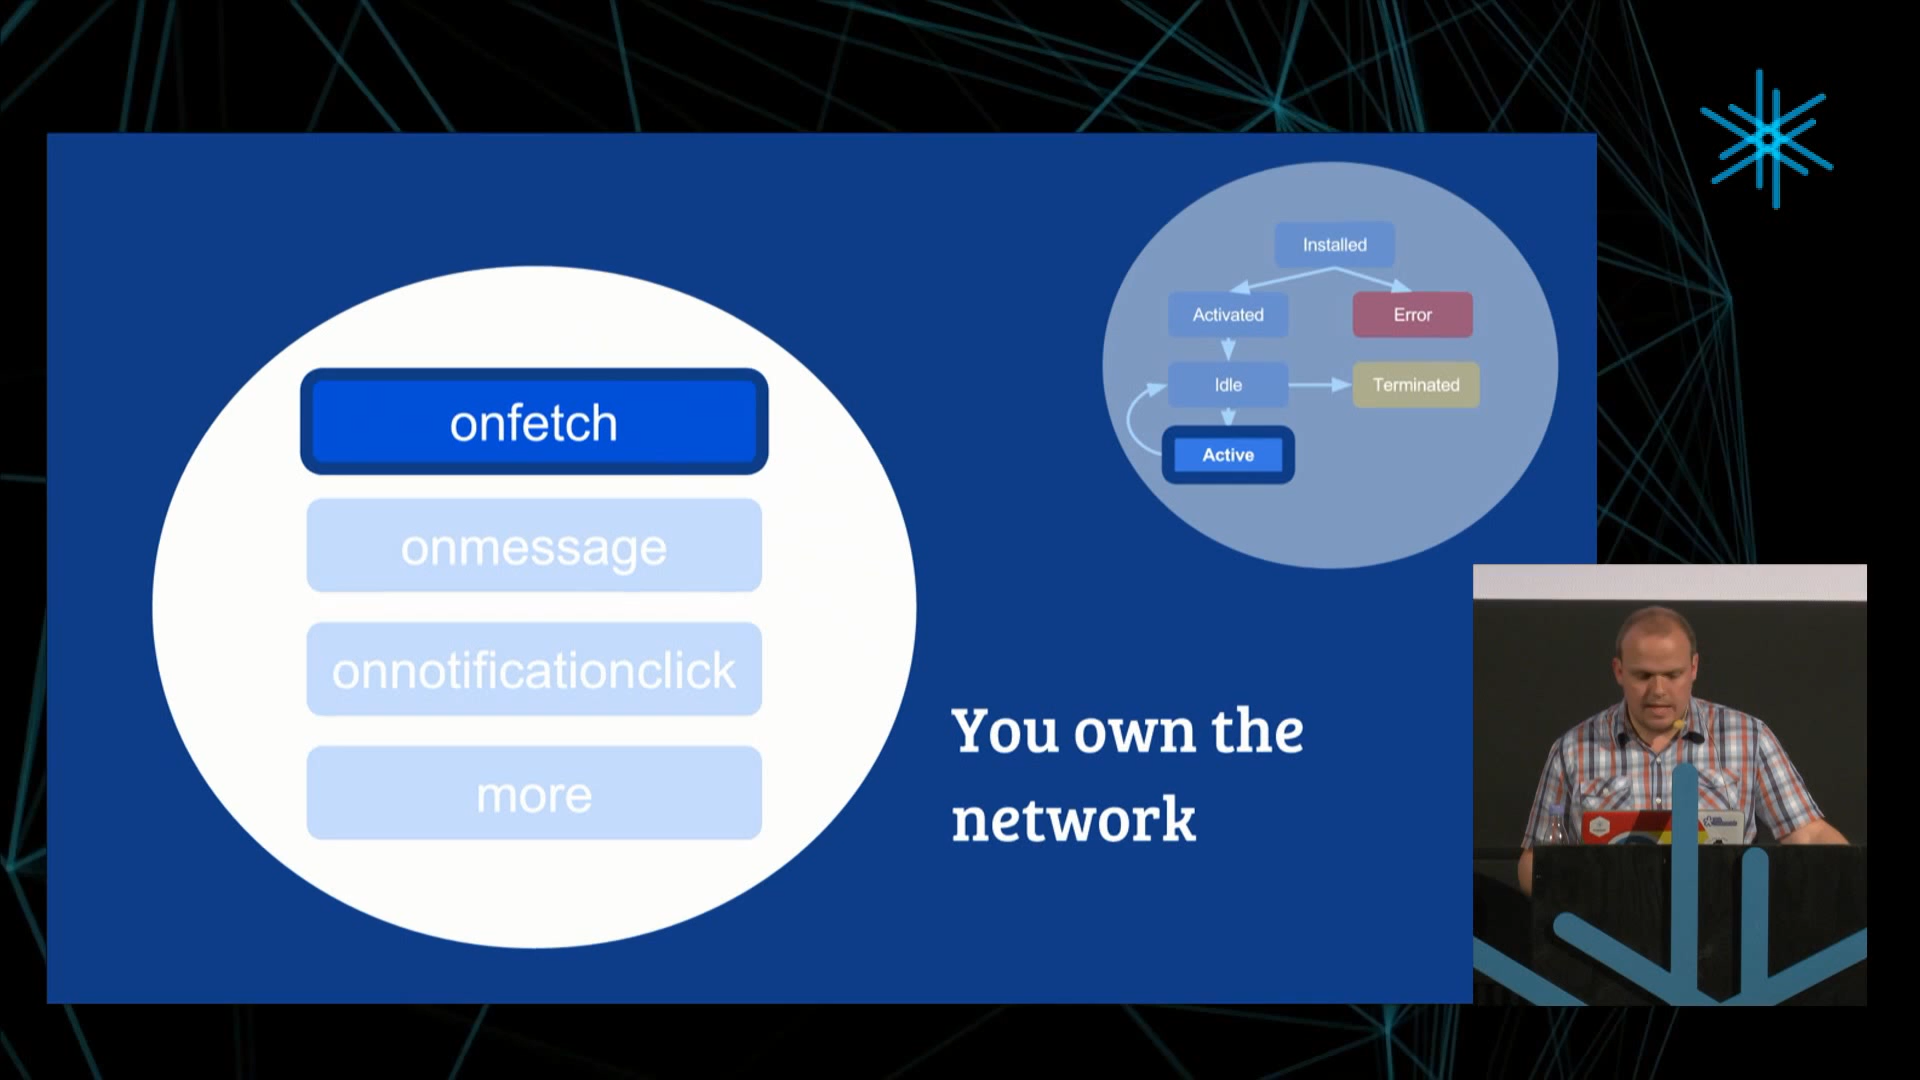 onfetch
onmessage
onnotificationclick
more
Installed
Activated
Error
Idle
Terminated
Active
You own the
network